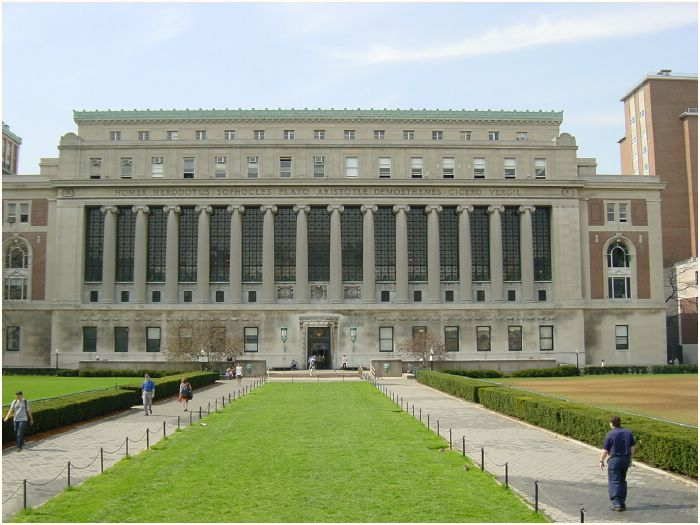 HOMER HERODOTUS SOPHOCLES PLATO ARISTOTLE DEMOSTHENES CICERO VERGIL